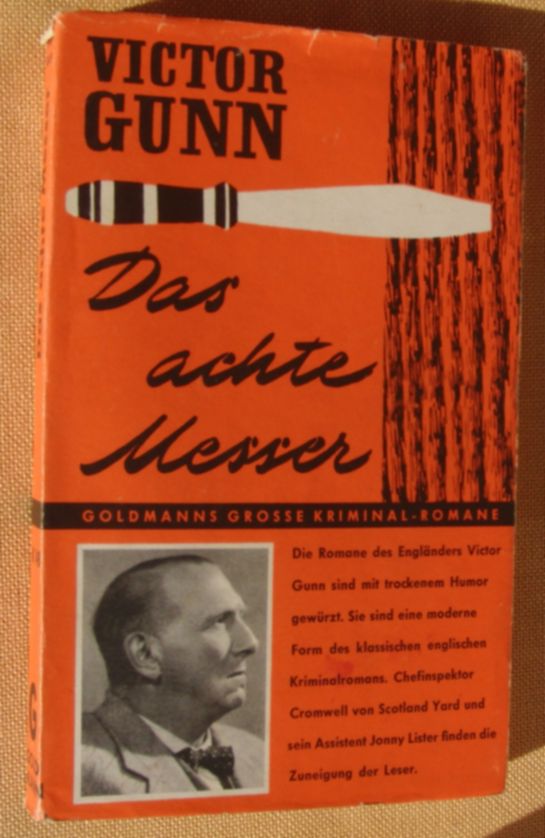 VICTOR
GUNN
Das
achte
Messer
GOLDMANNS GROSSE KRIMINAL-ROMANE
Die Romane des Engländers Victor
Gunn sind mit trockenem Humor
gewürzt. Sie sind eine moderne
Form des klassischen englischen
Kriminalromans. Chefinspektor
Cromwell von Scotland Yard und
sein Assistent Jonny Lister finden die
Zuneigung der Leser.
G